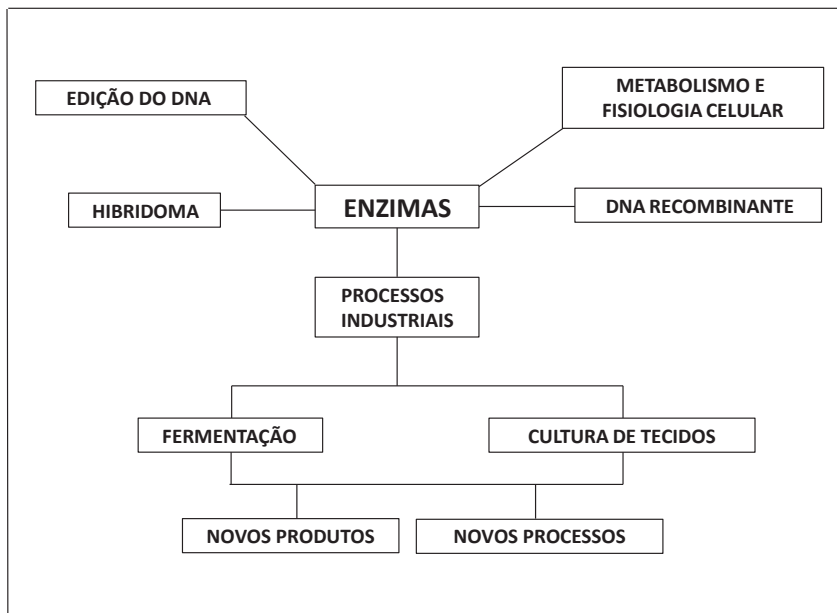 EDIÇÃO DO DNA
METABOLISMO E
FISIOLOGIA CELULAR
HIBRIDOMA
ENZIMAS
DNA RECOMBINANTE
PROCESSOS
INDUSTRIAIS
FERMENTAÇÃO
CULTURA DE TECIDOS
NOVOS PRODUTOS
NOVOS PROCESSOS